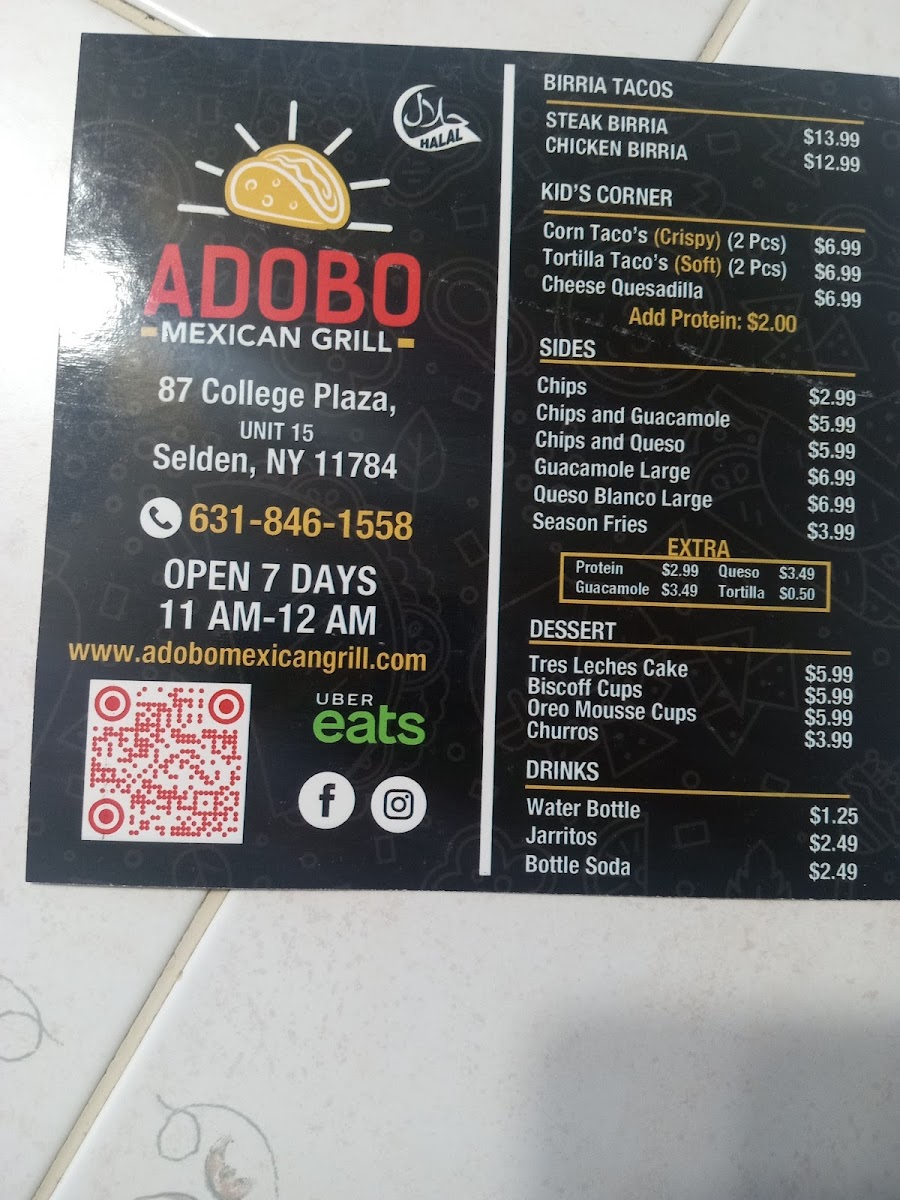 حلال
HALAL
ADOBO
MEXICAN GRILL
87 College Plaza,
UNIT 15
Selden, NY 11784
631-846-1558
OPEN 7 DAYS
11 AM-12 AM
www.adobomexicangrill.com
UBER
eats
BIRRIA TACOS
STEAK BIRRIA $13.99
CHICKEN BIRRIA $12.99
KID'S CORNER
Corn Taco's (Crispy) (2 Pcs) $6.99
Tortilla Taco's (Soft) (2 Pcs) $6.99
Cheese Quesadilla $6.99
Add Protein: $2.00
SIDES
Chips $2.99
Chips and Guacamole $5.99
Chips and Queso $5.99
Guacamole Large $6.99
Queso Blanco Large $6.99
Season Fries $3.99
EXTRA
Protein $2.99 Queso $3.49
Guacamole $3.49 Tortilla $0.50
DESSERT
Tres Leches Cake $5.99
Biscoff Cups $5.99
Oreo Mousse Cups $5.99
Churros $3.99
DRINKS
Water Bottle $1.25
Jarritos $2.49
Bottle Soda $2.49